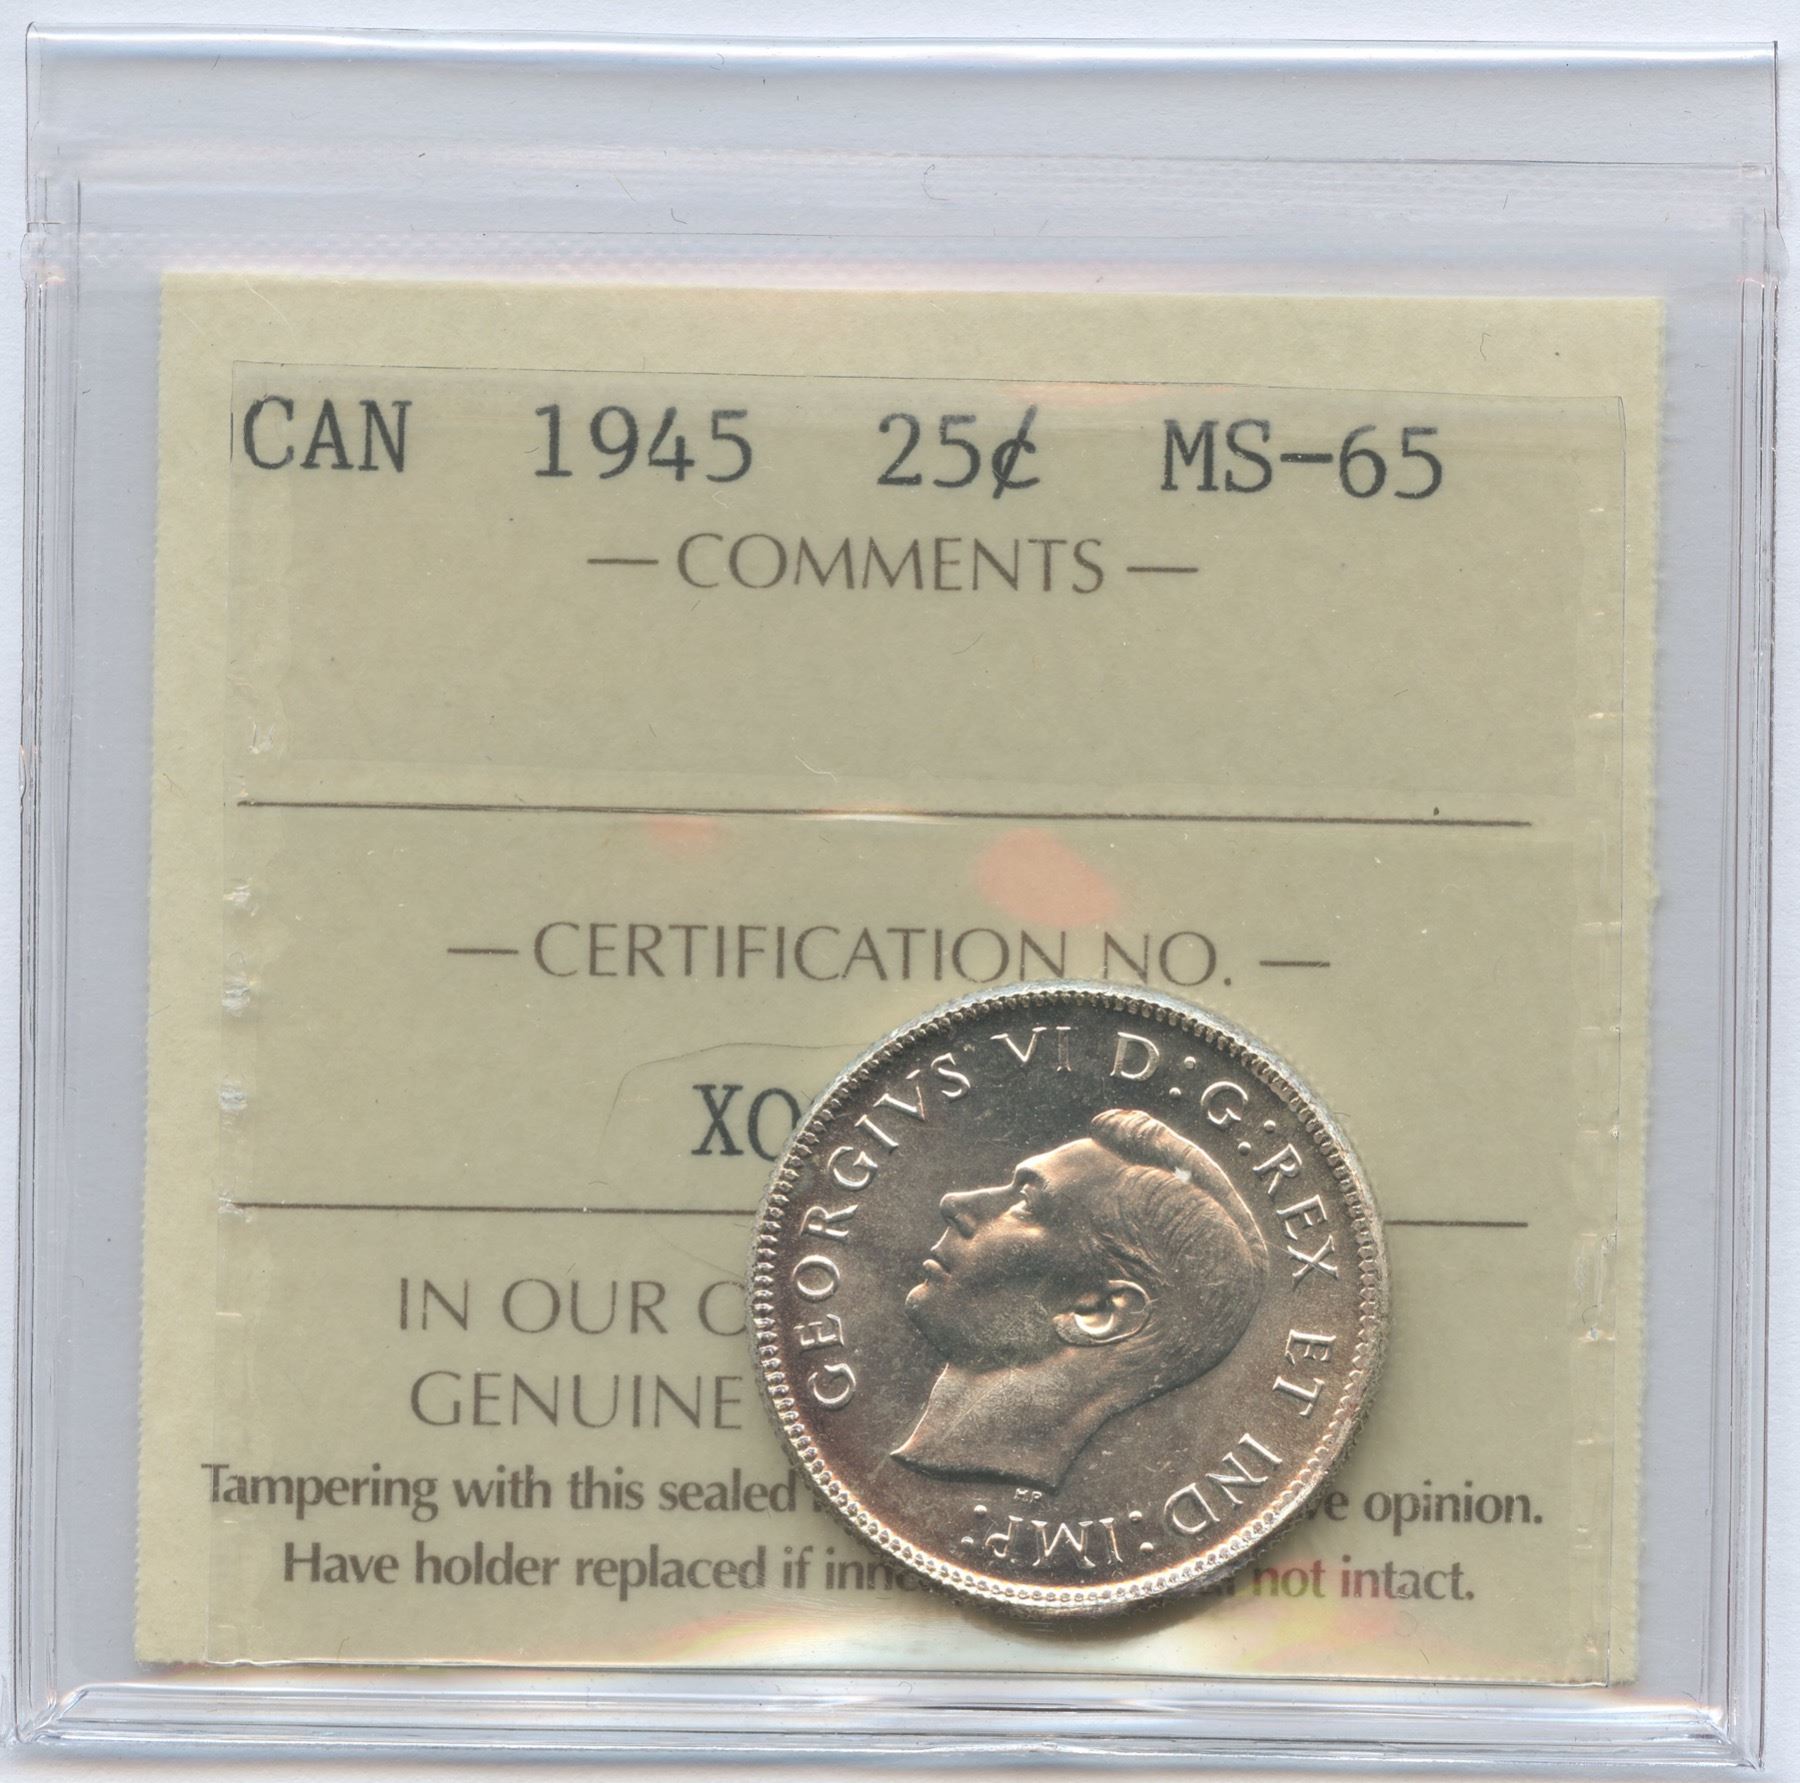 CAN 1945 25¢ MS-65
— COMMENTS —
— CERTIFICATION NO. —
XO
IN OUR
GENUINE
Tampering with this sealed opinion.
Have holder replaced if not intact.
GEORGIVS VI D:G:REX ET IND:IMP:
HP